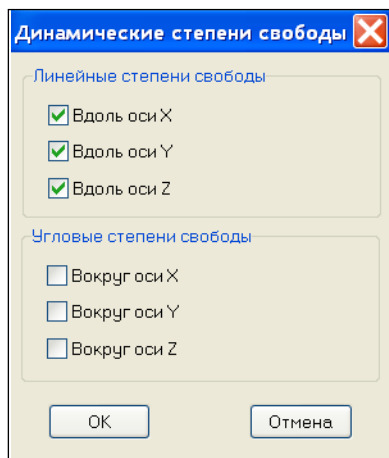 Динамические степени свободы
Линейные степени свободы
Вдоль оси X
Вдоль оси Y
Вдоль оси Z
Угловые степени свободы
Вокруг оси X
Вокруг оси Y
Вокруг оси Z
OK
Отмена